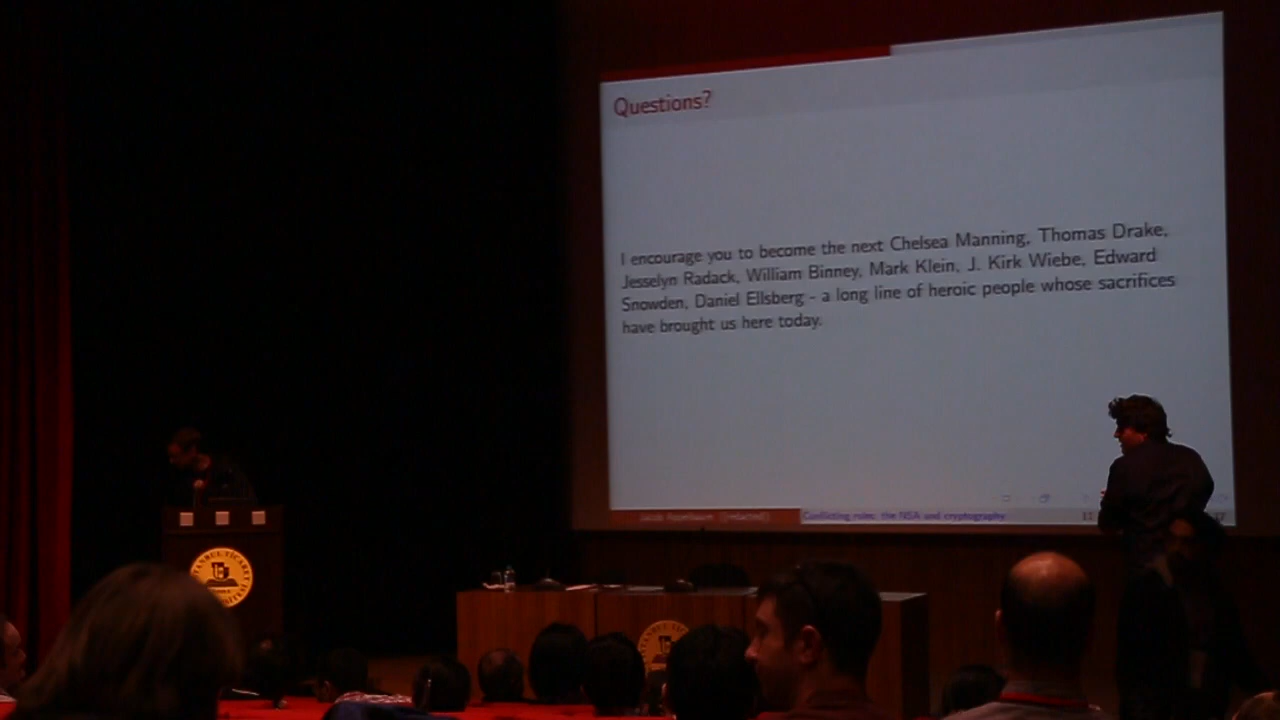 Questions?
I encourage you to become the next Chelsea Manning, Thomas Drake,
Jesselyn Radack, William Binney, Mark Klein, J. Kirk Wiebe, Edward
Snowden, Daniel Ellsberg - a long line of heroic people whose sacrifices
have brought us here today.
Conflicting roles: the NSA and cryptography